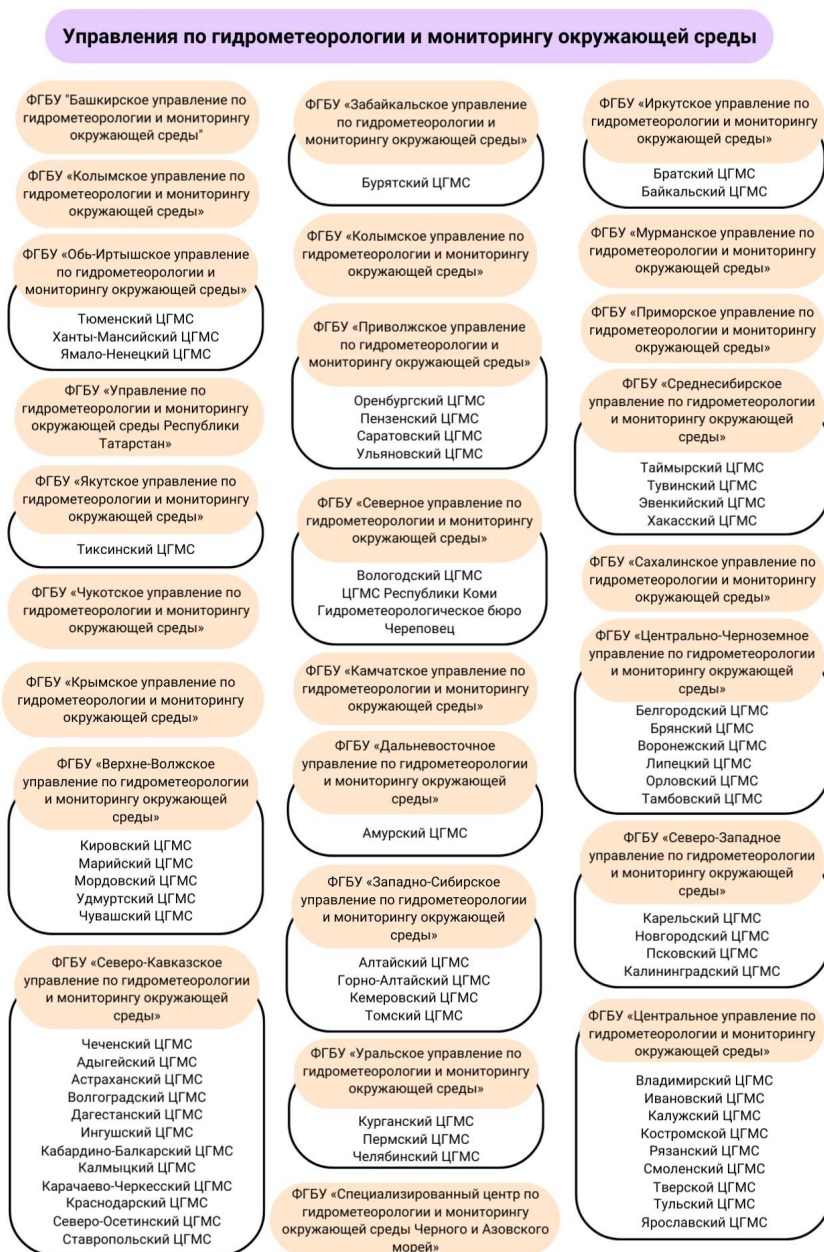 Управления по гидрометеорологии и мониторингу окружающей среды
ФГБУ "Башкирское управление по
гидрометеорологии и мониторингу
окружающей среды"
ФГБУ «Колымское управление по
гидрометеорологии и мониторингу
окружающей среды»
ФГБУ «Обь-Иртышское управление
по гидрометеорологии и
мониторингу окружающей среды»
Тюменский ЦГМС
Ханты-Мансийский ЦГМС
Ямало-Ненецкий ЦГМС
ФГБУ «Управление по
гидрометеорологии и мониторингу
окружающей среды Республики
Татарстан»
ФГБУ «Якутское управление по
гидрометеорологии и мониторингу
окружающей среды»
Тиксинский ЦГМС
ФГБУ «Чукотское управление по
гидрометеорологии и мониторингу
окружающей среды»
ФГБУ «Крымское управление по
гидрометеорологии и мониторингу
окружающей среды»
ФГБУ «Верхне-Волжское
управление по гидрометеорологии
и мониторингу окружающей
среды»
Кировский ЦГМС
Марийский ЦГМС
Мордовский ЦГМС
Удмуртский ЦГМС
Чувашский ЦГМС
ФГБУ «Северо-Кавказское
управление по гидрометеорологии
и мониторингу окружающей
среды»
Чеченский ЦГМС
Адыгейский ЦГМС
Астраханский ЦГМС
Волгоградский ЦГМС
Дагестанский ЦГМС
Ингушский ЦГМС
Кабардино-Балкарский ЦГМС
Калмыцкий ЦГМС
Карачаево-Черкесский ЦГМС
Краснодарский ЦГМС
Северо-Осетинский ЦГМС
Ставропольский ЦГМС
ФГБУ «Забайкальское управление
по гидрометеорологии и
мониторингу окружающей среды»
Бурятский ЦГМС
ФГБУ «Колымское управление по
гидрометеорологии и мониторингу
окружающей среды»
ФГБУ «Приволжское управление
по гидрометеорологии и
мониторингу окружающей среды»
Оренбургский ЦГМС
Пензенский ЦГМС
Саратовский ЦГМС
Ульяновский ЦГМС
ФГБУ «Северное управление по
гидрометеорологии и мониторингу
окружающей среды»
Вологодский ЦГМС
ЦГМС Республики Коми
Гидрометеорологическое бюро
Череповец
ФГБУ «Камчатское управление по
гидрометеорологии и мониторингу
окружающей среды»
ФГБУ «Дальневосточное
управление по гидрометеорологии
и мониторингу окружающей
среды»
Амурский ЦГМС
ФГБУ «Западно-Сибирское
управление по гидрометеорологии
и мониторингу окружающей
среды»
Алтайский ЦГМС
Горно-Алтайский ЦГМС
Кемеровский ЦГМС
Томский ЦГМС
ФГБУ «Уральское управление по
гидрометеорологии и мониторингу
окружающей среды»
Курганский ЦГМС
Пермский ЦГМС
Челябинский ЦГМС
ФГБУ «Специализированный центр по
гидрометеорологии и мониторингу
окружающей среды Черного и Азовского
морей»
ФГБУ «Иркутское управление по
гидрометеорологии и мониторингу
окружающей среды»
Братский ЦГМС
Байкальский ЦГМС
ФГБУ «Мурманское управление по
гидрометеорологии и мониторингу
окружающей среды»
ФГБУ «Приморское управление по
гидрометеорологии и мониторингу
окружающей среды»
ФГБУ «Среднесибирское
управление по гидрометеорологии
и мониторингу окружающей
среды»
Таймырский ЦГМС
Тувинский ЦГМС
Эвенкийский ЦГМС
Хакасский ЦГМС
ФГБУ «Сахалинское управление по
гидрометеорологии и мониторингу
окружающей среды»
ФГБУ «Центрально-Черноземное
управление по гидрометеорологии
и мониторингу окружающей
среды»
Белгородский ЦГМС
Брянский ЦГМС
Воронежский ЦГМС
Липецкий ЦГМС
Орловский ЦГМС
Тамбовский ЦГМС
ФГБУ «Северо-Западное
управление по гидрометеорологии
и мониторингу окружающей
среды»
Карельский ЦГМС
Новгородский ЦГМС
Псковский ЦГМС
Калининградский ЦГМС
ФГБУ «Центральное управление по
гидрометеорологии и мониторингу
окружающей среды»
Владимирский ЦГМС
Ивановский ЦГМС
Калужский ЦГМС
Костромской ЦГМС
Рязанский ЦГМС
Смоленский ЦГМС
Тверской ЦГМС
Тульский ЦГМС
Ярославский ЦГМС